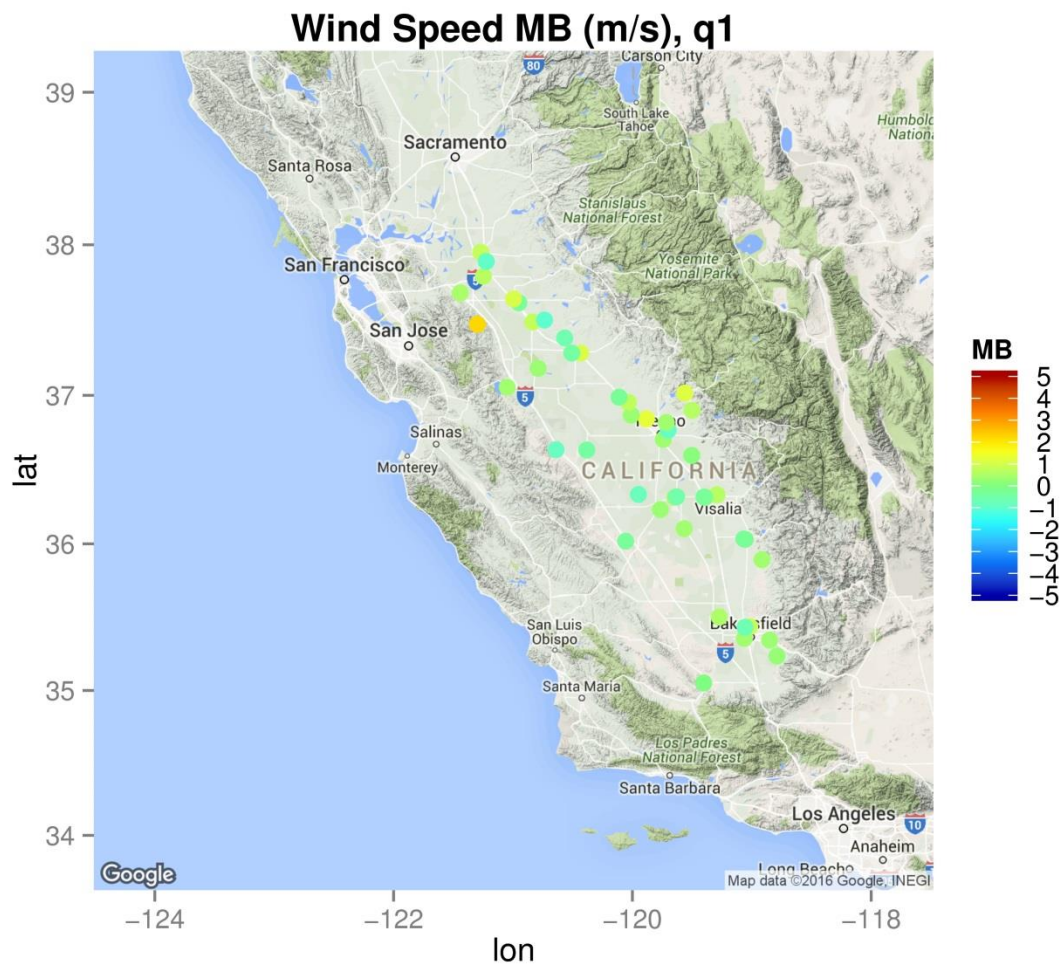 Wind Speed MB (m/s), q1
80
Carson City
39
South Lake
Tahoe
Humbol
Nation
Sacramento
Santa Rosa
Stanislaus
National Forest
38
San Francisco
5
Yosemite
National Park
San Jose
MB
5
4
3
2
1
0
−1
−2
−3
−4
−5
37
5
Salinas
Monterey
CALIFORNIA
lat
Visalia
36
San Luis
Obispo
Bakersfield
5
35
Santa Maria
Los Padres
National Forest
Santa Barbara
Los Angeles
10
34
Anaheim
Long Beach
Google
Map data ©2016 Google, INEGI
−124
−122
−120
−118
lon